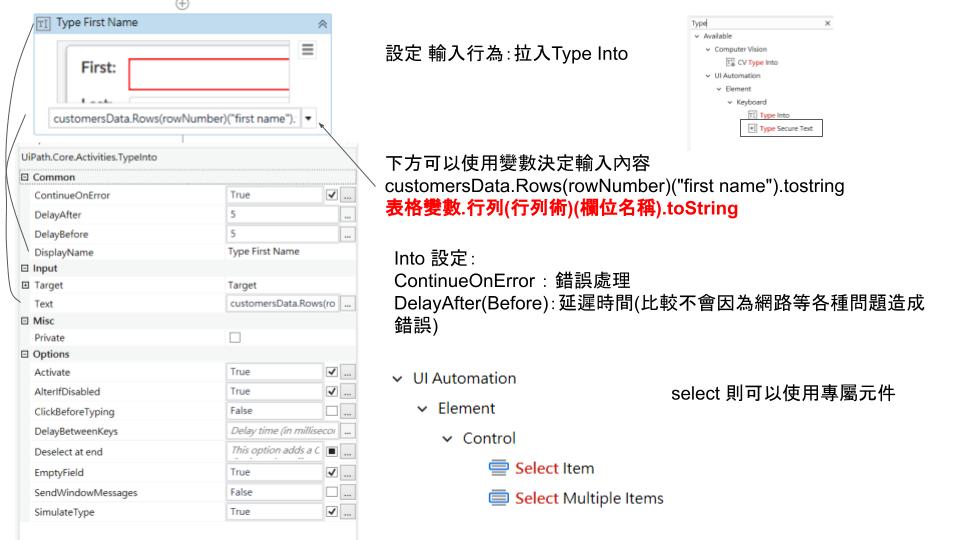 Type First Name
First:
customersData.Rows(rowNumber)("first name").
UiPath.Core.Activities.TypeInto
Common
ContinueOnError True ...
DelayAfter 5 ...
DelayBefore 5 ...
DisplayName Type First Name
Input
Target Target
Text customersData.Rows(ro ...
Misc
Private
Options
Activate True ...
AlterIfDisabled True ...
ClickBeforeTyping False ...
DelayBetweenKeys Delay time (in millisecon ...
Deselect at end This option adds a C ...
EmptyField True ...
SendWindowMessages False ...
SimulateType True ...
設定 輸入行為：拉入Type Into
Type
Available
Computer Vision
CV Type Into
UI Automation
Element
Keyboard
Type Into
Type Secure Text
下方可以使用變數決定輸入內容
customersData.Rows(rowNumber)("first name").tostring
表格變數.行列(行列術)(欄位名稱).toString
Into 設定：
ContinueOnError ：錯誤處理
DelayAfter(Before)：延遲時間(比較不會因為網路等各種問題造成
錯誤)
UI Automation
Element
Control
Select Item
Select Multiple Items
select 則可以使用專屬元件